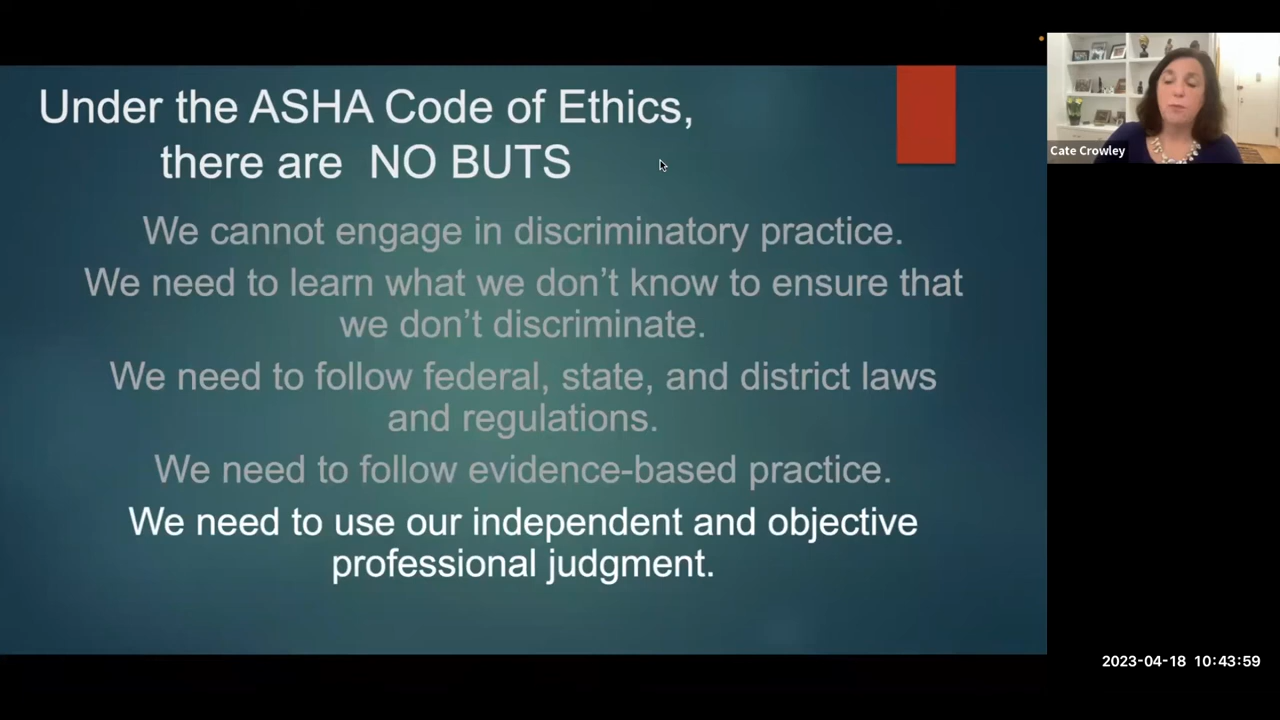 Under the ASHA Code of Ethics,
there are NO BUTS
We cannot engage in discriminatory practice.
We need to learn what we don’t know to ensure that
we don’t discriminate.
We need to follow federal, state, and district laws
and regulations.
We need to follow evidence-based practice.
We need to use our independent and objective
professional judgment.
Cate Crowley
2023-04-18 10:43:59